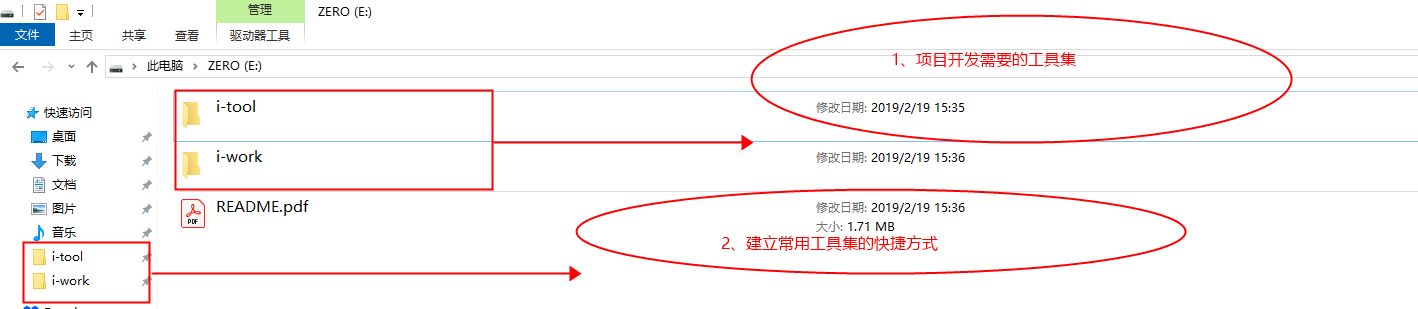 管理
ZERO (E:)
文件
主页
共享
查看
驱动器工具
此电脑
ZERO (E:)
1、项目开发需要的工具集
快速访问
桌面
下载
文档
图片
音乐
i-tool
i-work
i-tool
修改日期: 2019/2/19 15:35
i-work
修改日期: 2019/2/19 15:36
README.pdf
修改日期: 2019/2/19 15:36
大小: 1.71 MB
PDF
2、建立常用工具集的快捷方式